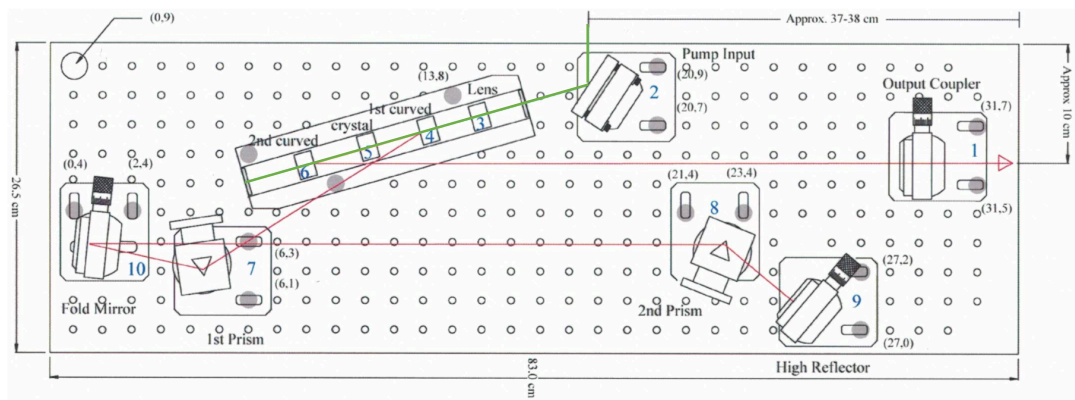 (0,9)
Approx. 37-38 cm
Pump Input
(13,8)
(20,9)
Lens
2
(20,7)
Output Coupler
(31,7)
Approx 10 cm
1st curved
3
crystal
4
1
2nd curved
5
6
(0,4)
(2,4)
(21,4)
(23,4)
(31,5)
26.5 cm
8
(6,3)
7
10
(6,1)
(27,2)
9
Fold Mirror
2nd Prism
1st Prism
(27,0)
High Reflector
83.0 cm